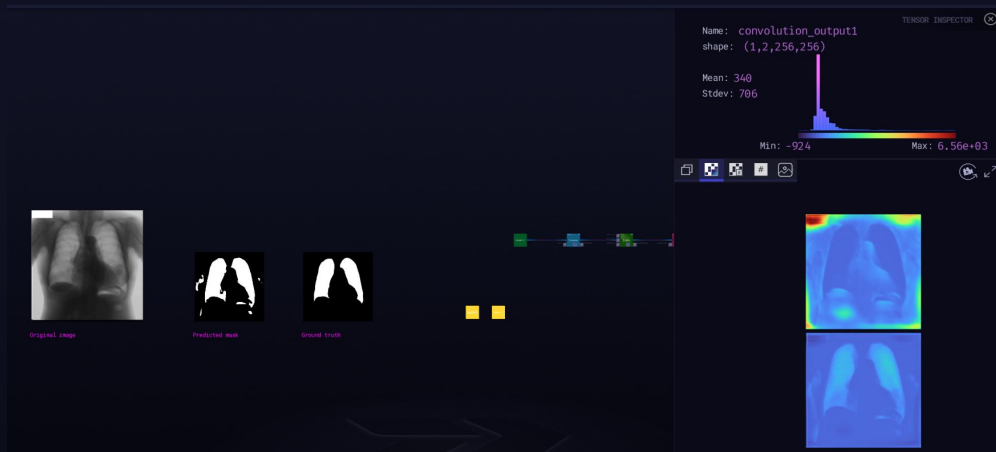 TENSOR INSPECTOR
Name: convolution_output1
shape: (1,2,256,256)
Mean: 340
Stdev: 706
Min: -924
Max: 6.56e+03
#
Original image
Predicted mask
Ground truth